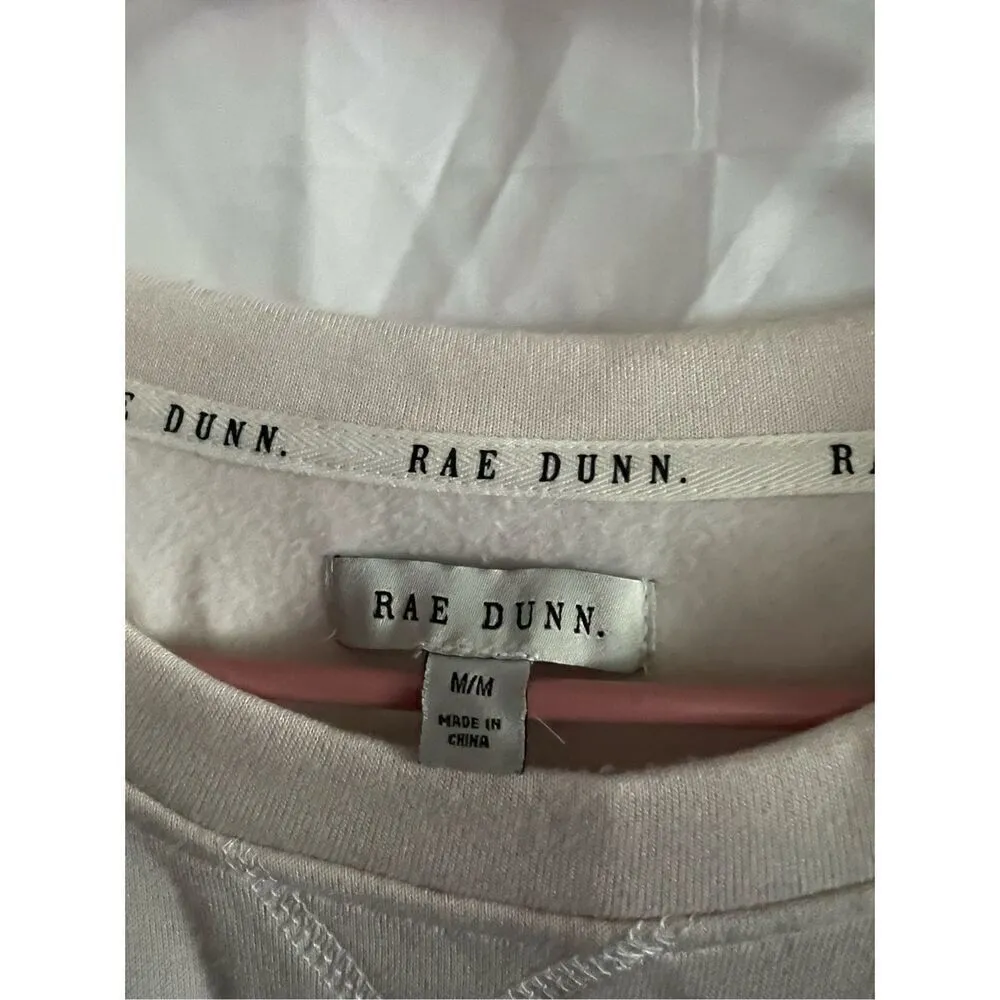 DUNN. RAE DUNN. RA
RAE DUNN.
M/M
MADE IN
CHINA